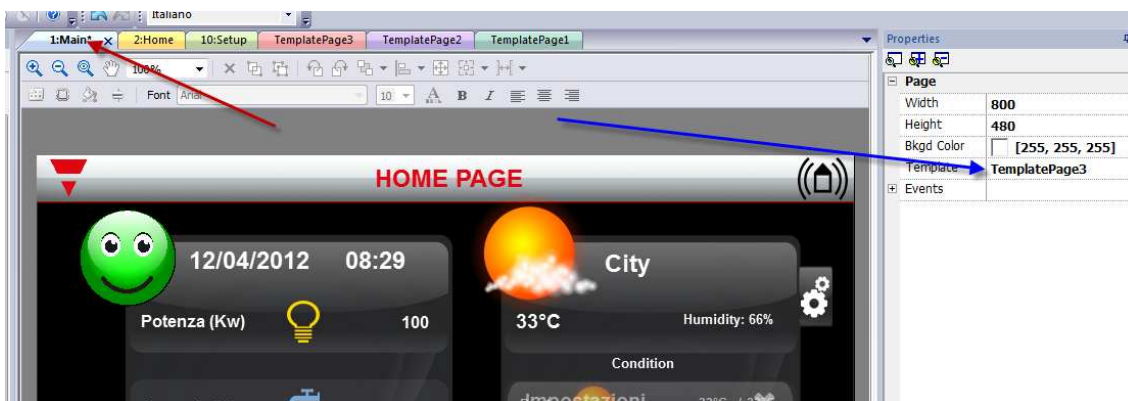 Italiano
1:Main* 2:Home 10:Setup TemplatePage3 TemplatePage2 TemplatePage1
Properties
100%
Font Arial 10 A B I
Page
Width 800
Height 480
Bkgd Color [255, 255, 255]
Template TemplatePage3
Events
HOME PAGE
12/04/2012 08:29
City
Potenza (Kw) 100
33°C Humidity: 66%
Condition
Impostazioni